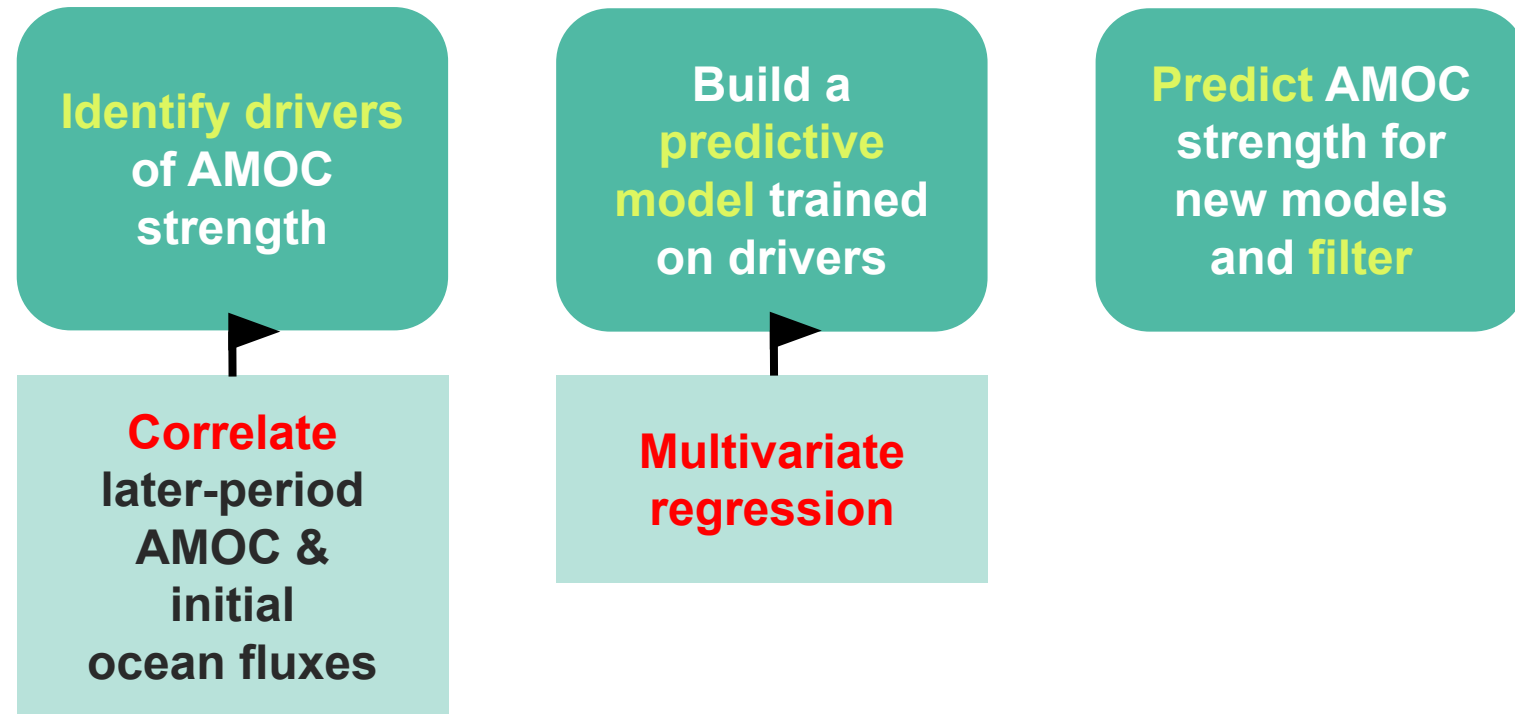 Identify drivers
of AMOC
strength
Build a
predictive
model trained
on drivers
Predict AMOC
strength for
new models
and filter
Correlate
later-period
AMOC &
initial
ocean fluxes
Multivariate
regression